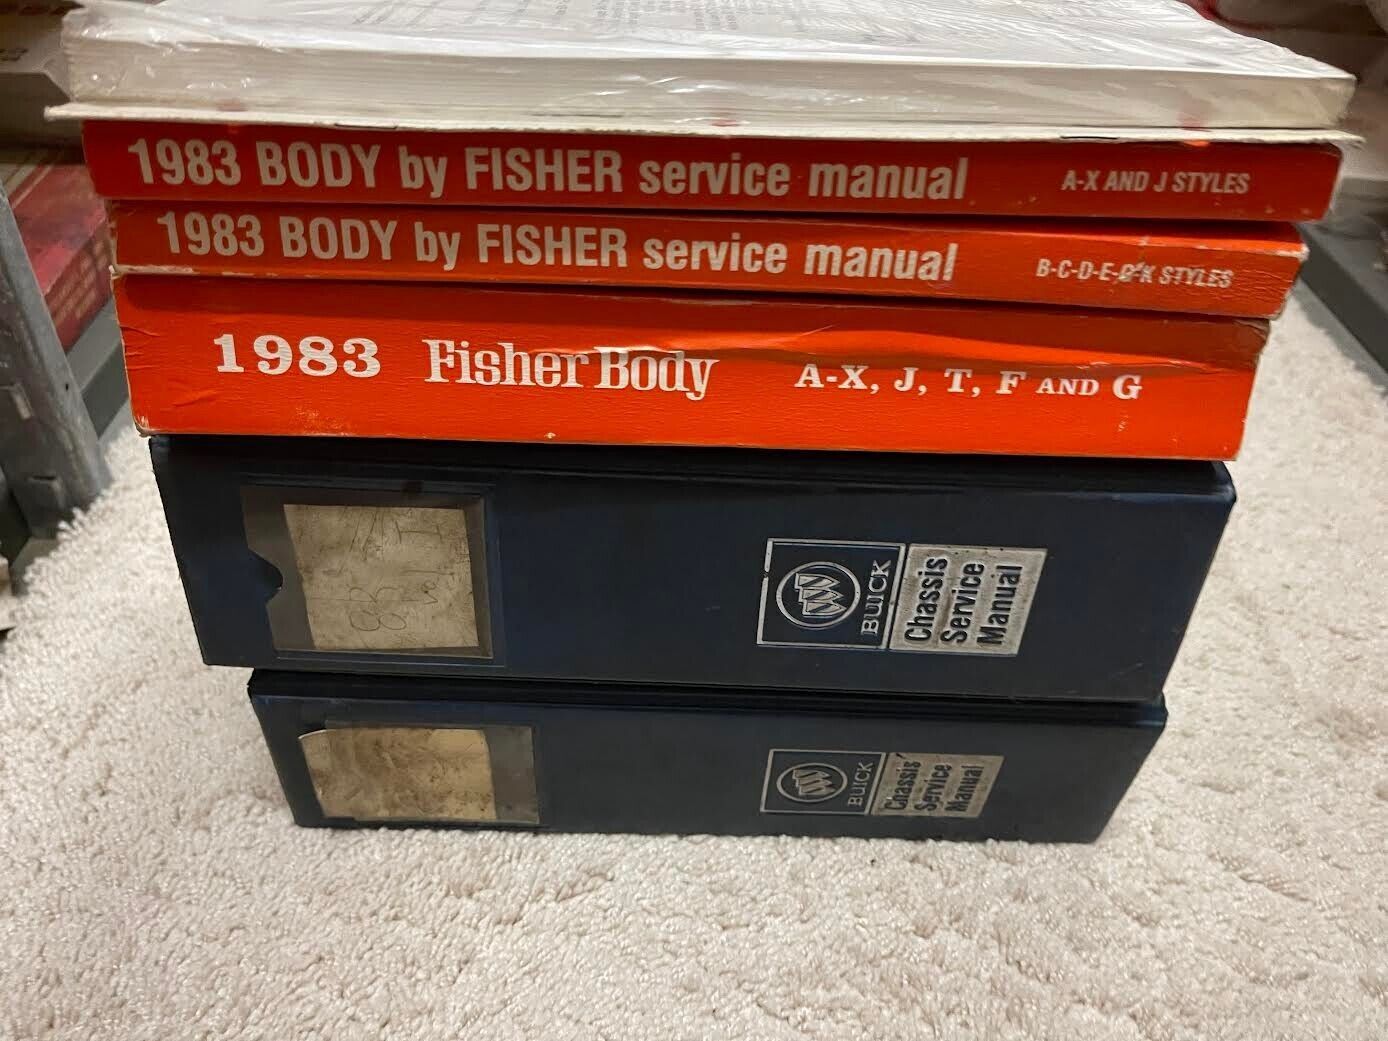 1983 BODY by FISHER service manual A-X AND J STYLES
1983 BODY by FISHER service manual B-C-D-E-G-K STYLES
1983 Fisher Body A-X, J, T, F AND G
83
BUICK
Chassis
Service
Manual
BUICK
Chassis
Service
Manual